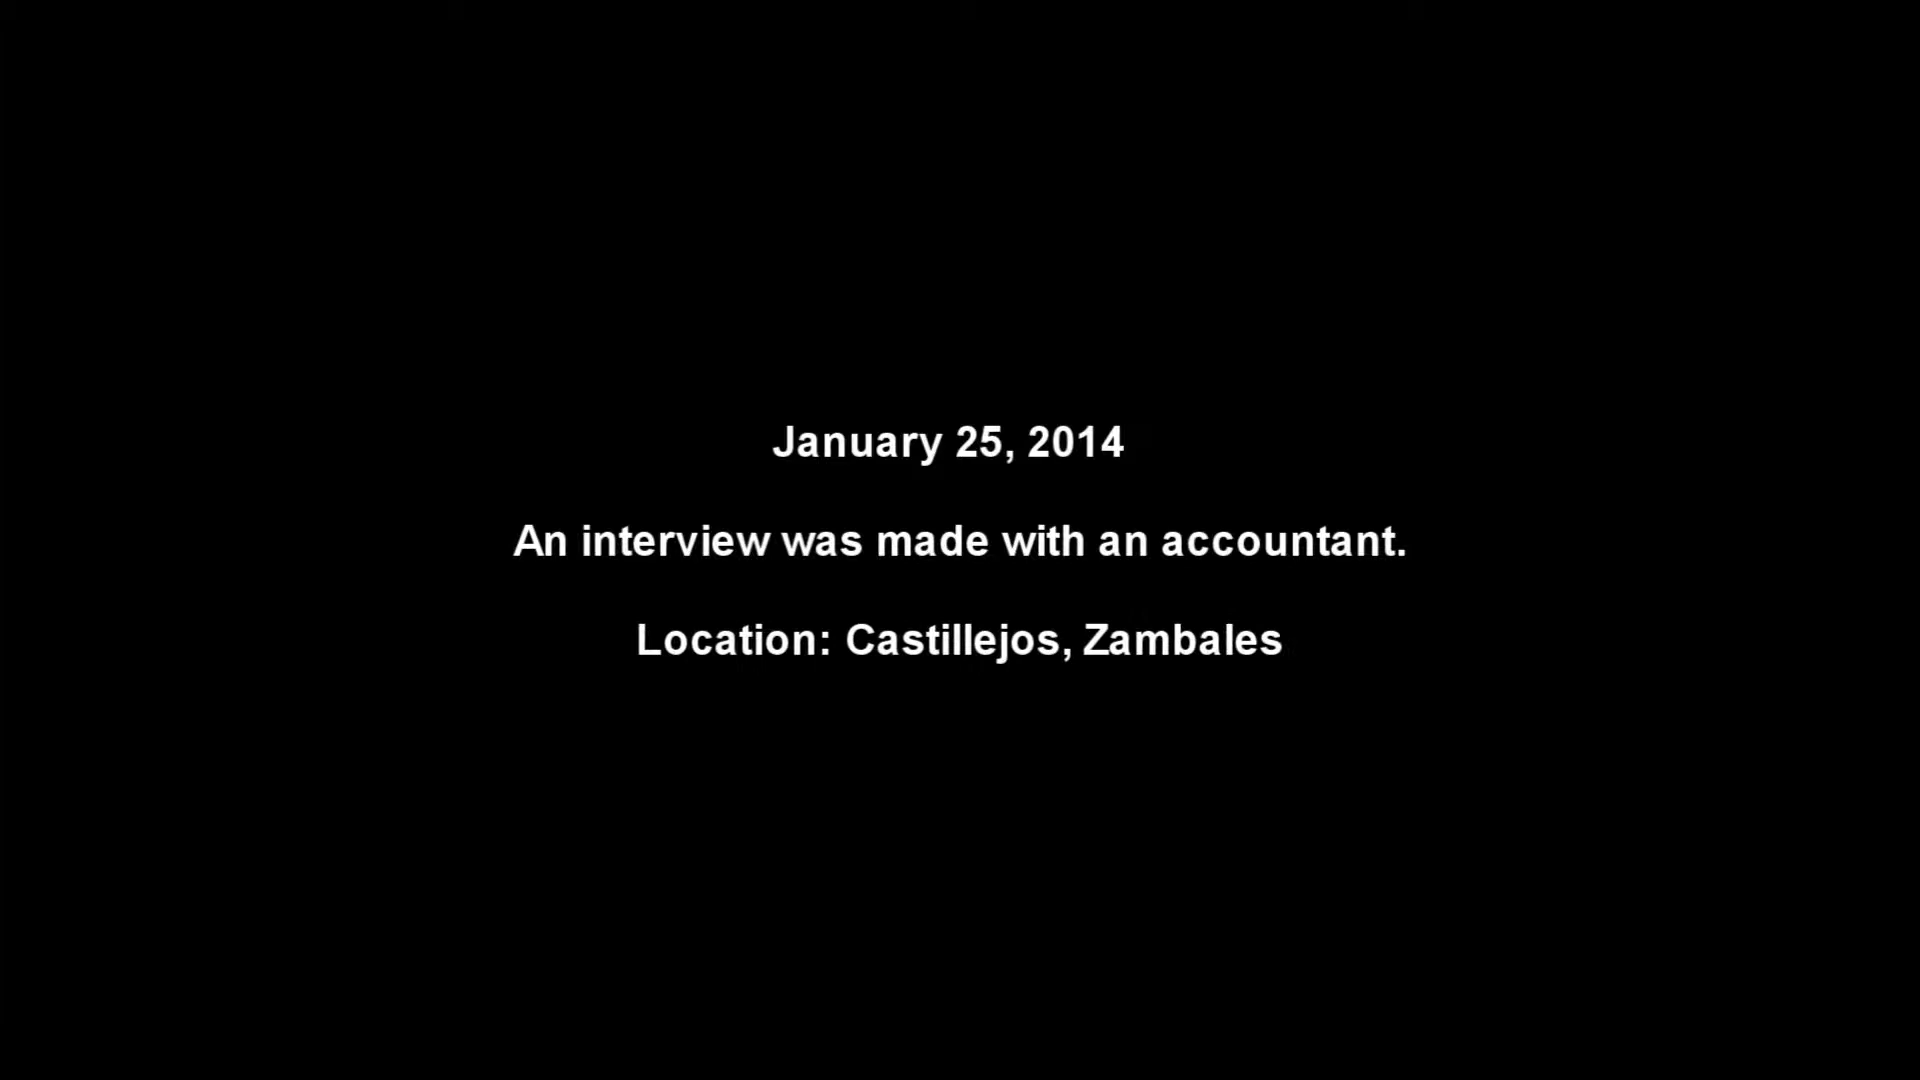 January 25, 2014
An interview was made with an accountant.
Location: Castillejos, Zambales